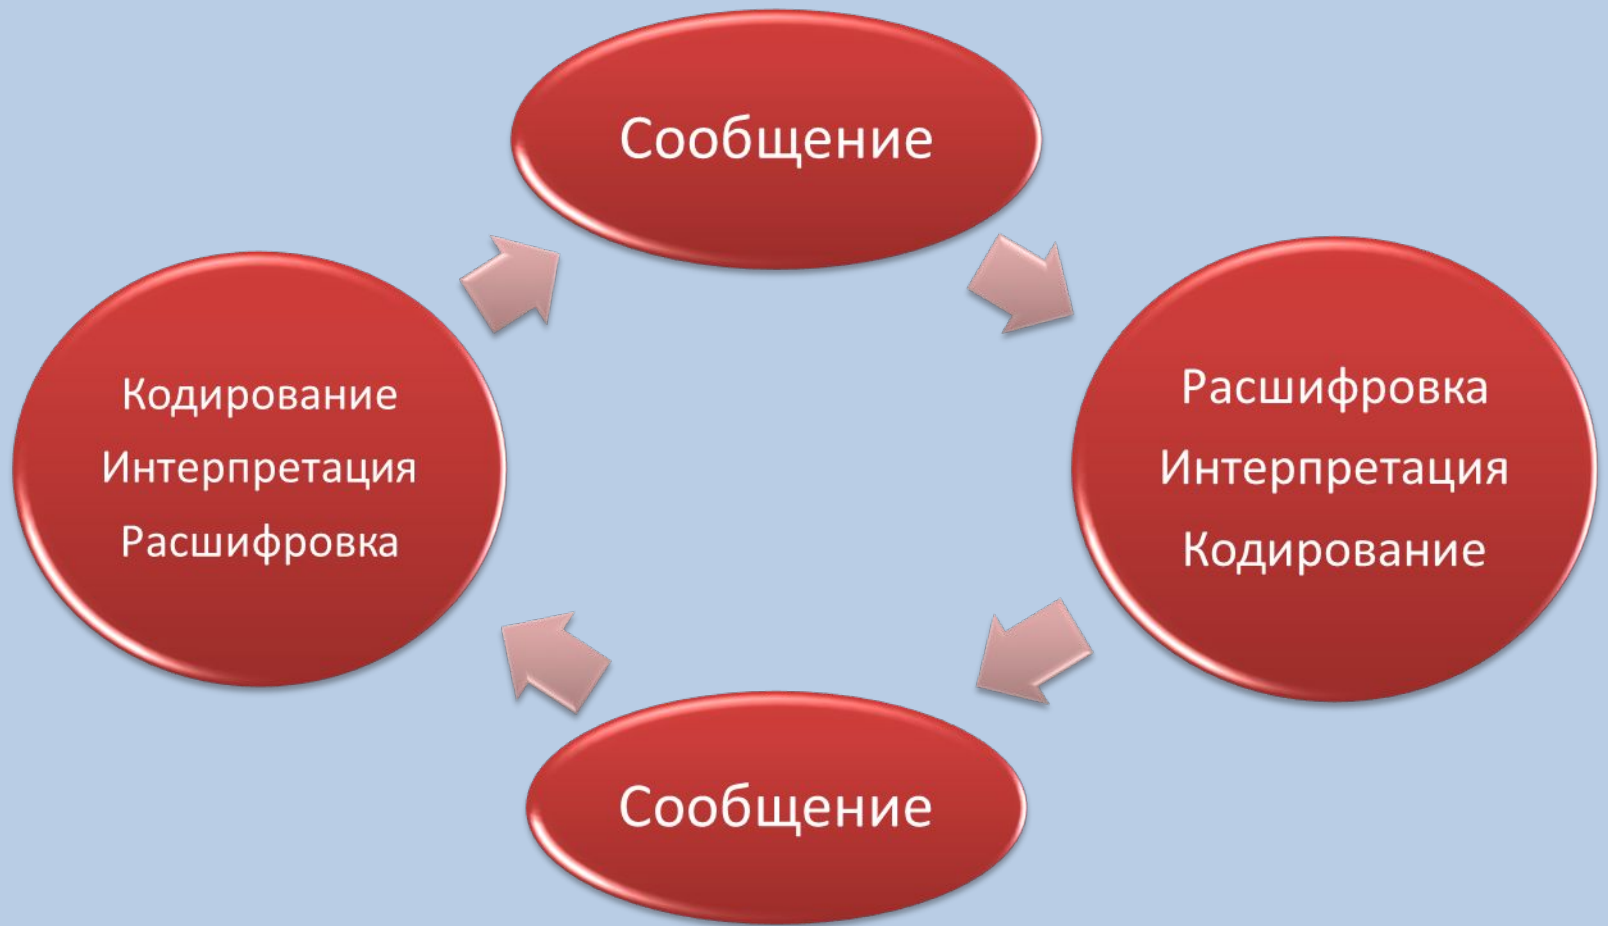 Сообщение
Кодирование
Интерпретация
Расшифровка
Расшифровка
Интерпретация
Кодирование
Сообщение